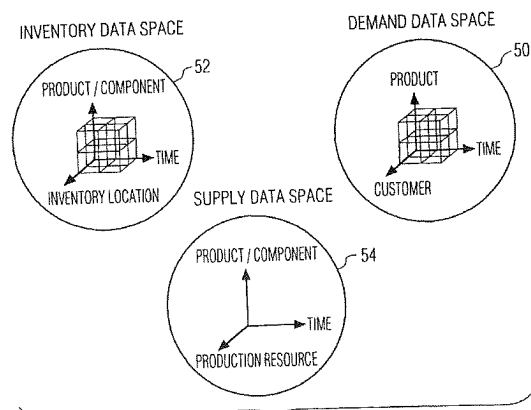 INVENTORY DATA SPACE
52
PRODUCT / COMPONENT
TIME
INVENTORY LOCATION
DEMAND DATA SPACE
50
PRODUCT
TIME
CUSTOMER
SUPPLY DATA SPACE
54
PRODUCT / COMPONENT
TIME
PRODUCTION RESOURCE